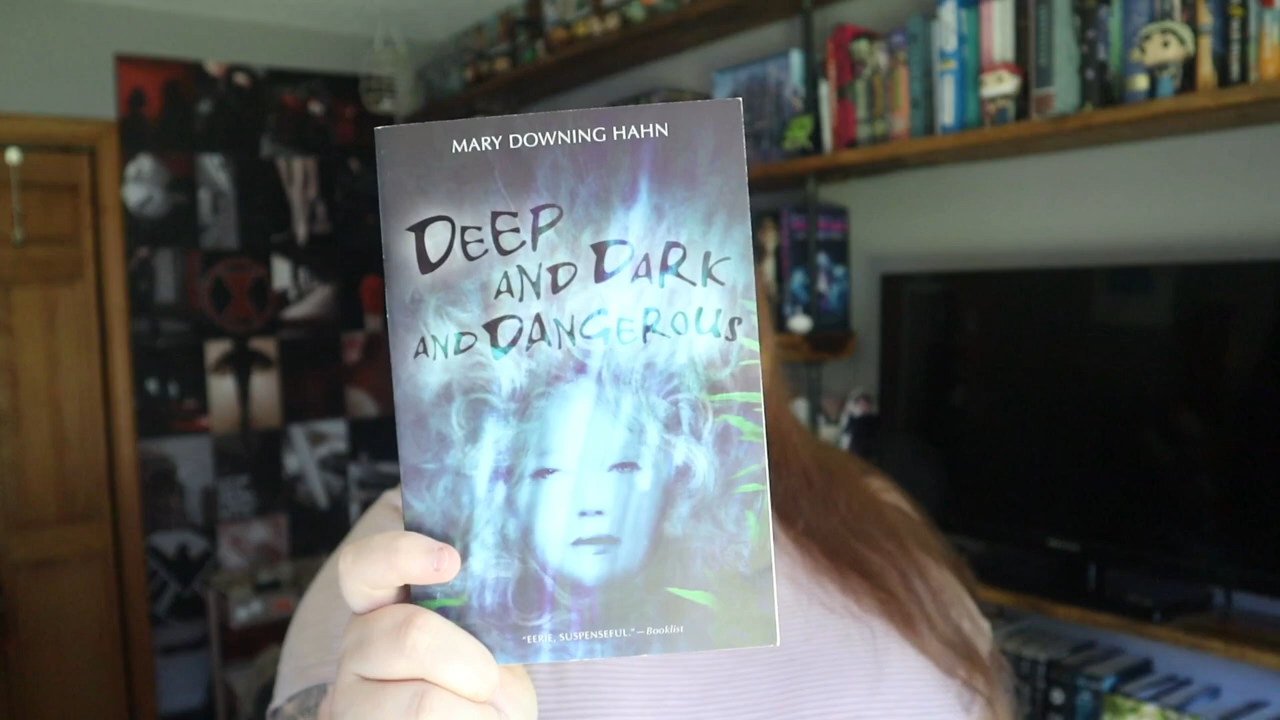 MARY DOWNING HAHN
DEEP
AND DARK
AND DANGEROUS
"EERIE, SUSPENSEFUL." —Booklist